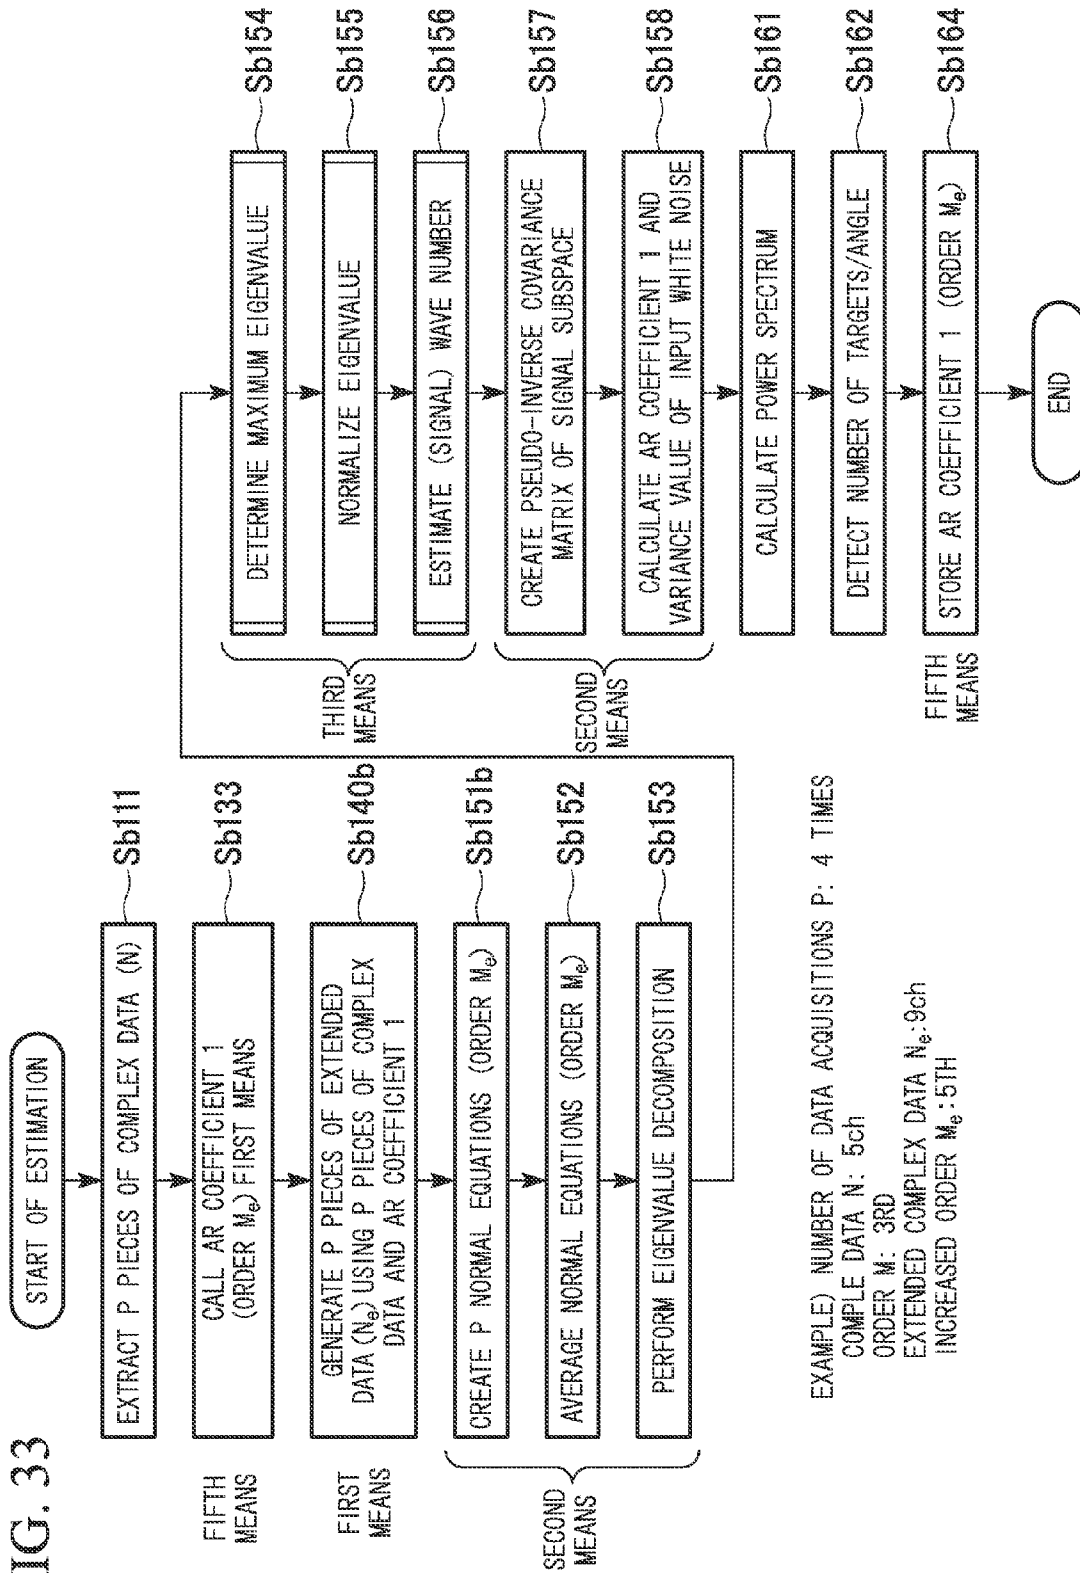 IG. 33
START OF ESTIMATION
EXTRACT P PIECES OF COMPLEX DATA (N)
Sb111
FIFTH
MEANS
CALL AR COEFFICIENT 1
(ORDER Me) FIRST MEANS
Sb133
FIRST
MEANS
GENERATE P PIECES OF EXTENDED
DATA (Ne) USING P PIECES OF COMPLEX
DATA AND AR COEFFICIENT 1
Sb140b
SECOND
MEANS
CREATE P NORMAL EQUATIONS (ORDER Me)
Sb151b
AVERAGE NORMAL EQUATIONS (ORDER Me)
Sb152
PERFORM EIGENVALUE DECOMPOSITION
Sb153
EXAMPLE) NUMBER OF DATA ACQUISITIONS P: 4 TIMES
COMPLE DATA N: 5ch
ORDER M: 3RD
EXTENDED COMPLEX DATA Ne:9ch
INCREASED ORDER Me:5TH
THIRD
MEANS
DETERMINE MAXIMUM EIGENVALUE
Sb154
NORMALIZE EIGENVALUE
Sb155
ESTIMATE (SIGNAL) WAVE NUMBER
Sb156
SECOND
MEANS
CREATE PSEUDO-INVERSE COVARIANCE
MATRIX OF SIGNAL SUBSPACE
Sb157
CALCULATE AR COEFFICIENT 1 AND
VARIANCE VALUE OF INPUT WHITE NOISE
Sb158
CALCULATE POWER SPECTRUM
Sb161
DETECT NUMBER OF TARGETS/ANGLE
Sb162
FIFTH
MEANS
STORE AR COEFFICIENT 1 (ORDER Me)
Sb164
END